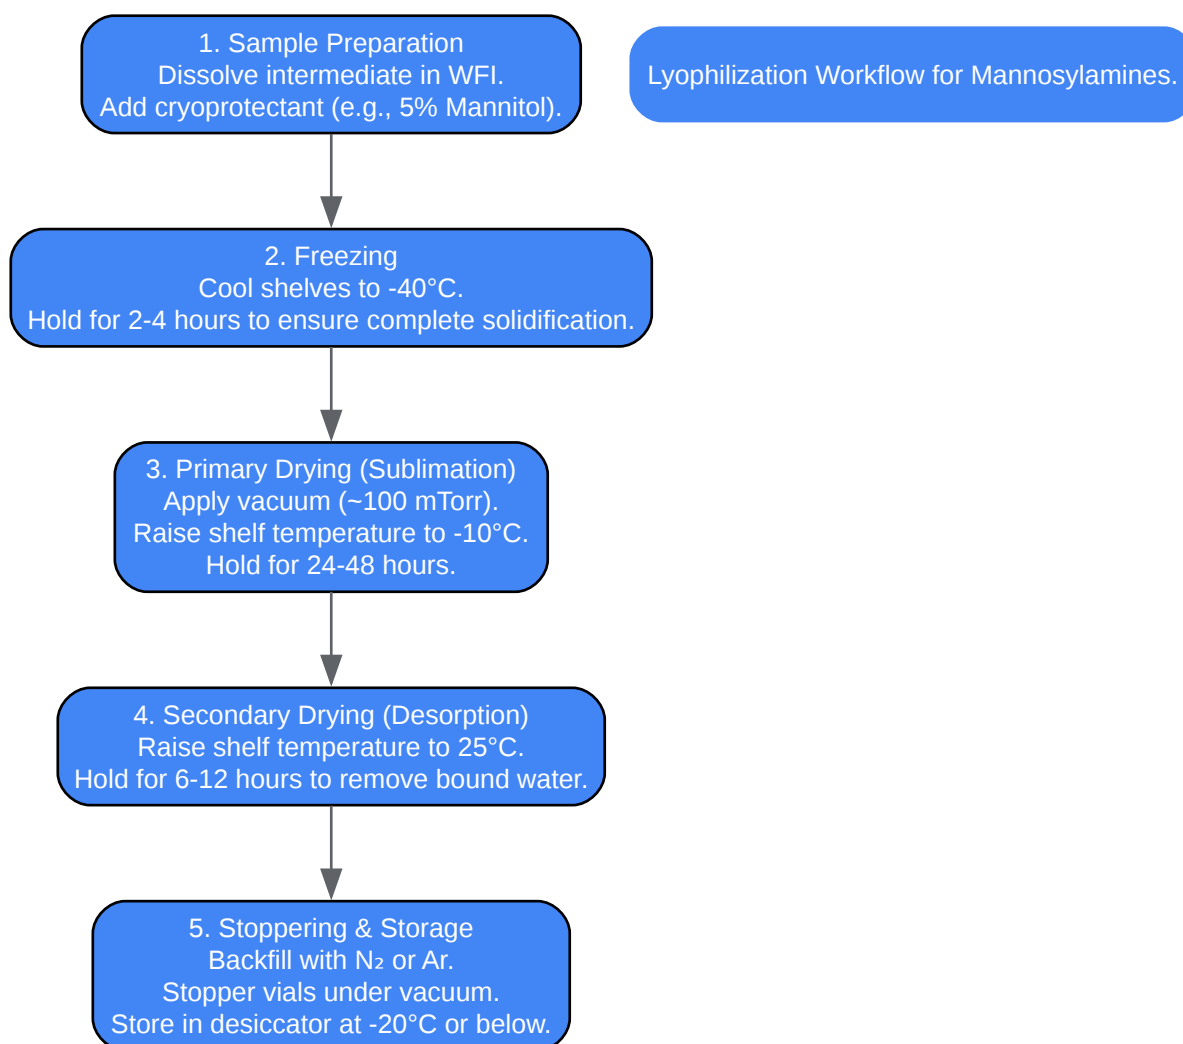 1. Sample Preparation
Dissolve intermediate in WFI.
Add cryoprotectant (e.g., 5% Mannitol).
Lyophilization Workflow for Mannosylamines.
2. Freezing
Cool shelves to -40°C.
Hold for 2-4 hours to ensure complete solidification.
3. Primary Drying (Sublimation)
Apply vacuum (~100 mTorr).
Raise shelf temperature to -10°C.
Hold for 24-48 hours.
4. Secondary Drying (Desorption)
Raise shelf temperature to 25°C.
Hold for 6-12 hours to remove bound water.
5. Stoppering & Storage
Backfill with N₂ or Ar.
Stopper vials under vacuum.
Store in desiccator at -20°C or below.